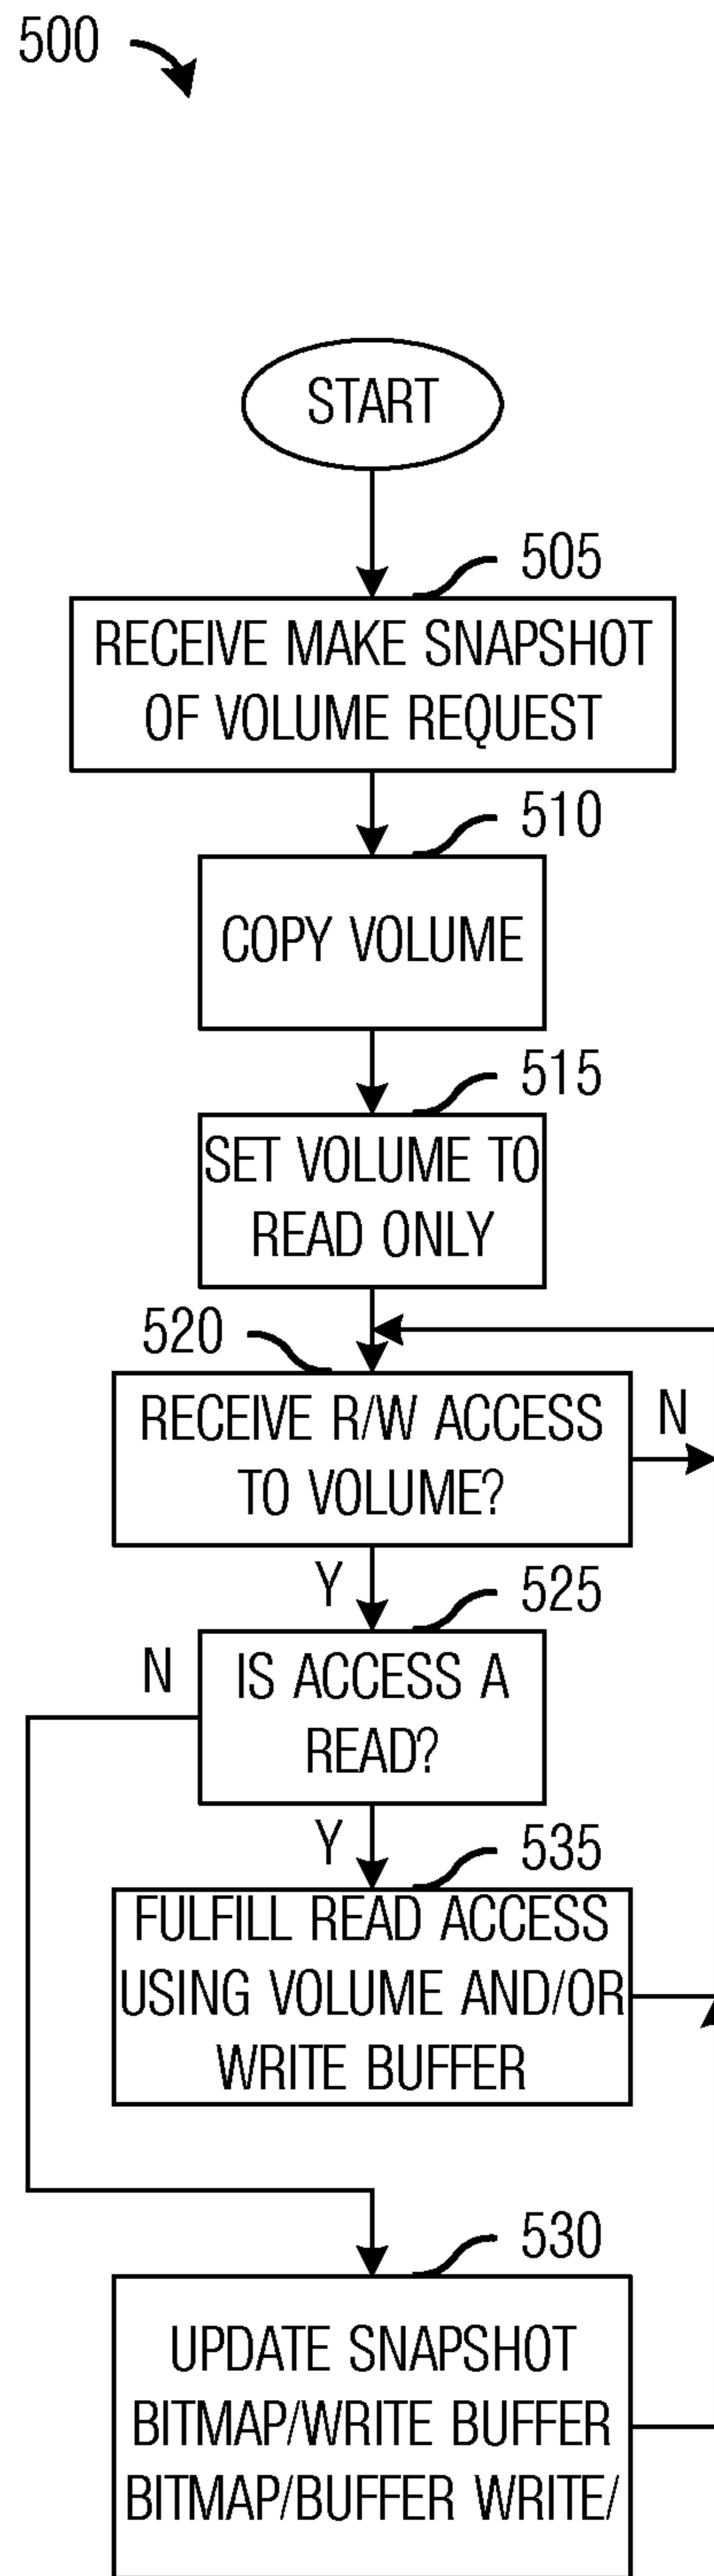 500
START
505
RECEIVE MAKE SNAPSHOT
OF VOLUME REQUEST
510
COPY VOLUME
515
SET VOLUME TO
READ ONLY
520
RECEIVE R/W ACCESS
TO VOLUME?
N
Y
525
N
IS ACCESS A
READ?
Y
535
FULFILL READ ACCESS
USING VOLUME AND/OR
WRITE BUFFER
530
UPDATE SNAPSHOT
BITMAP/WRITE BUFFER
BITMAP/BUFFER WRITE/